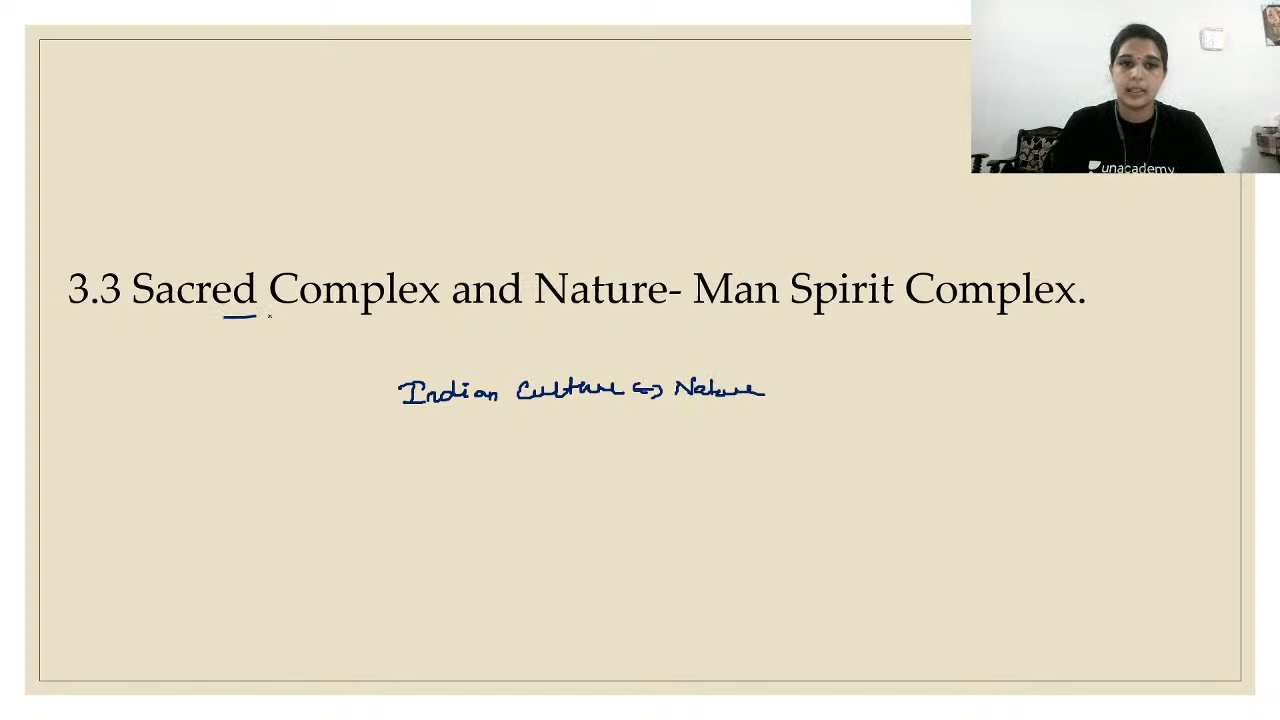 unacademy
3.3 Sacred Complex and Nature- Man Spirit Complex.
Indian Culture ↔ Nature